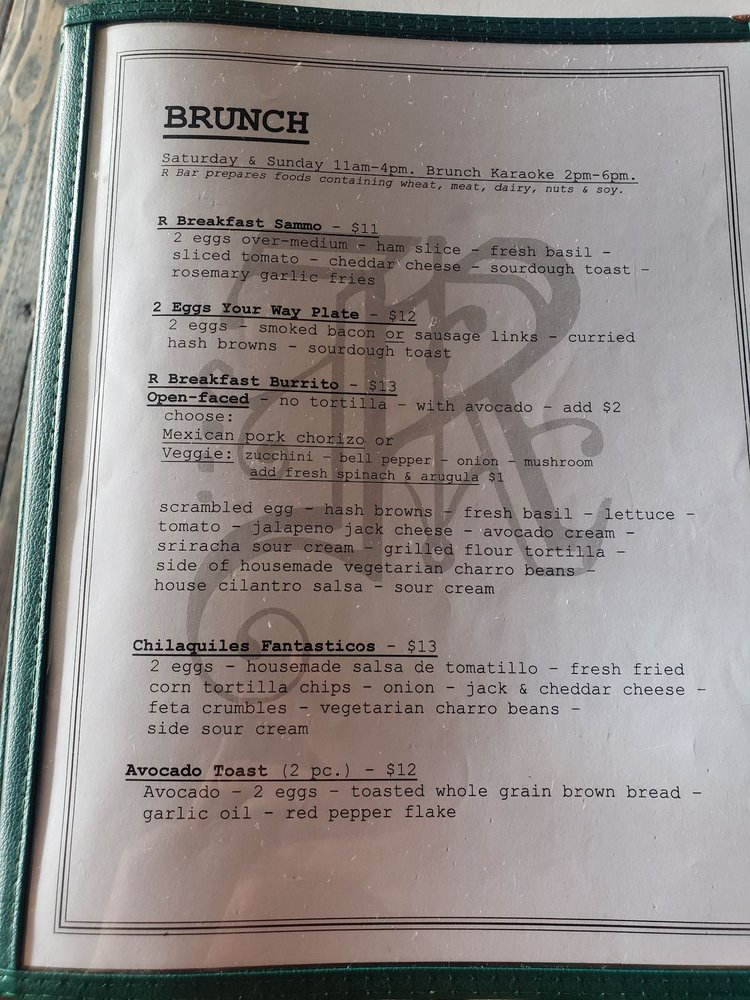 BRUNCH
Saturday & Sunday 11am-4pm. Brunch Karaoke 2pm-6pm.
R Bar prepares foods containing wheat, meat, dairy, nuts & soy.
R Breakfast Sammo - $11
2 eggs over-medium - ham slice - fresh basil -
sliced tomato - cheddar cheese - sourdough toast -
rosemary garlic fries
2 Eggs Your Way Plate - $12
2 eggs - smoked bacon or sausage links - curried
hash browns - sourdough toast
R Breakfast Burrito - $13
Open-faced - no tortilla - with avocado - add $2
choose:
Mexican pork chorizo or
Veggie: zucchini - bell pepper - onion - mushroom
add fresh spinach & arugula $1
scrambled egg - hash browns - fresh basil - lettuce -
tomato - jalapeno jack cheese - avocado cream -
sriracha sour cream - grilled flour tortilla -
side of housemade vegetarian charro beans -
house cilantro salsa - sour cream
Chilaquiles Fantasticos - $13
2 eggs - housemade salsa de tomatillo - fresh fried
corn tortilla chips - onion - jack & cheddar cheese -
feta crumbles - vegetarian charro beans -
side sour cream
Avocado Toast (2 pc.) - $12
Avocado - 2 eggs - toasted whole grain brown bread -
garlic oil - red pepper flake